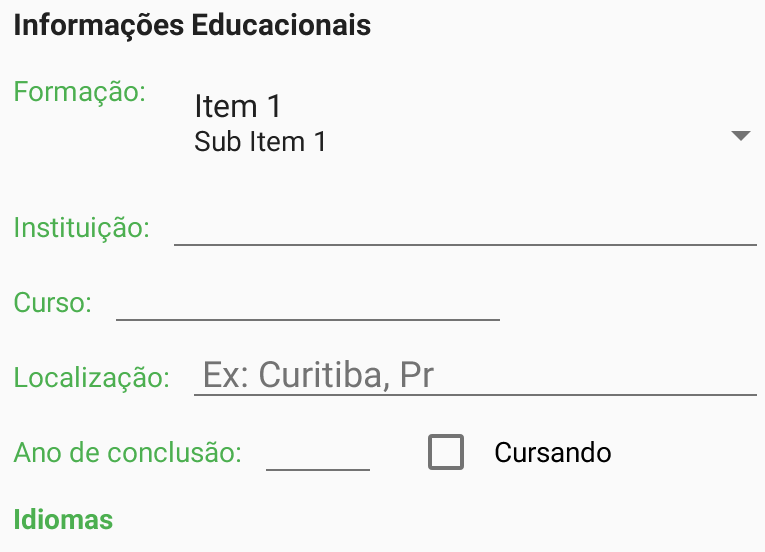 Informações Educacionais
Formação:
Item 1
Sub Item 1
Instituição:
Curso:
Localização: Ex: Curitiba, Pr
Ano de conclusão: Cursando
Idiomas